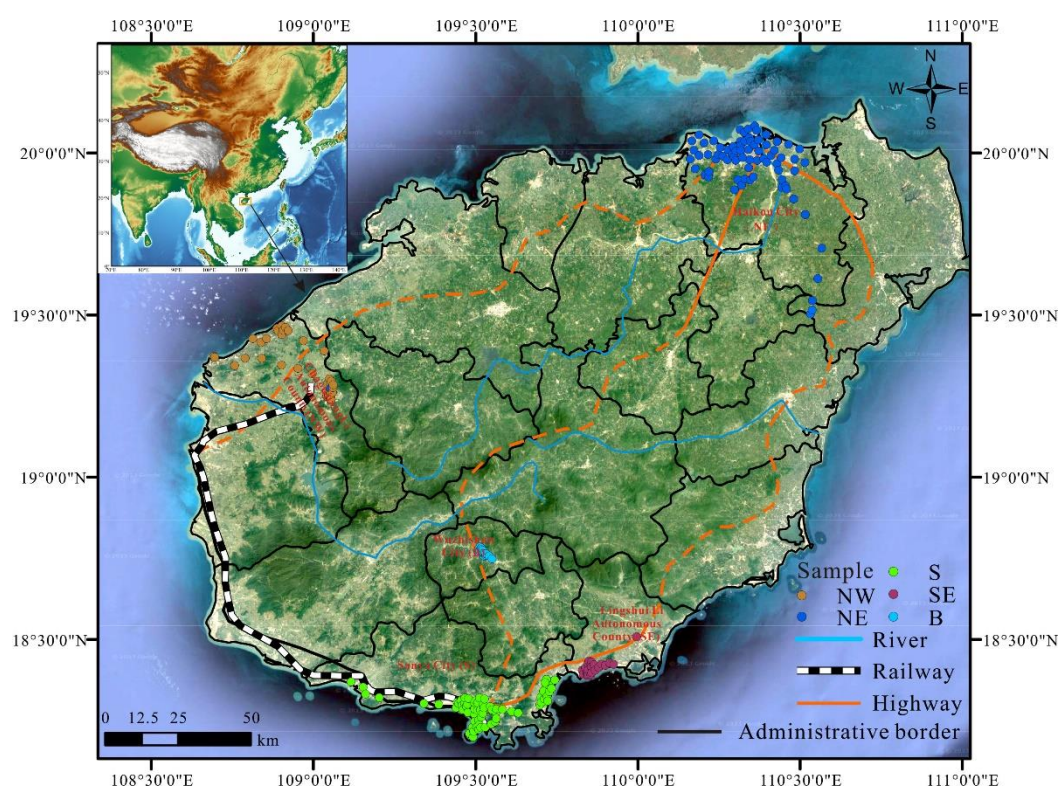 108°30'0"E 109°0'0"E 109°30'0"E 110°0'0"E 110°30'0"E 111°0'0"E
N
W E
S
20°0'0"N 20°0'0"N
Haikou City
NE
19°30'0"N 19°30'0"N
19°0'0"N 19°0'0"N
Wuzhishan
City (B)
Lingshui Li
Autonomous
County (SE)
Sanya City (S)
18°30'0"N 18°30'0"N
Sample S
NW SE
NE B
River
Railway
Highway
Administrative border
0 12.5 25 50
km
108°30'0"E 109°0'0"E 109°30'0"E 110°0'0"E 110°30'0"E 111°0'0"E